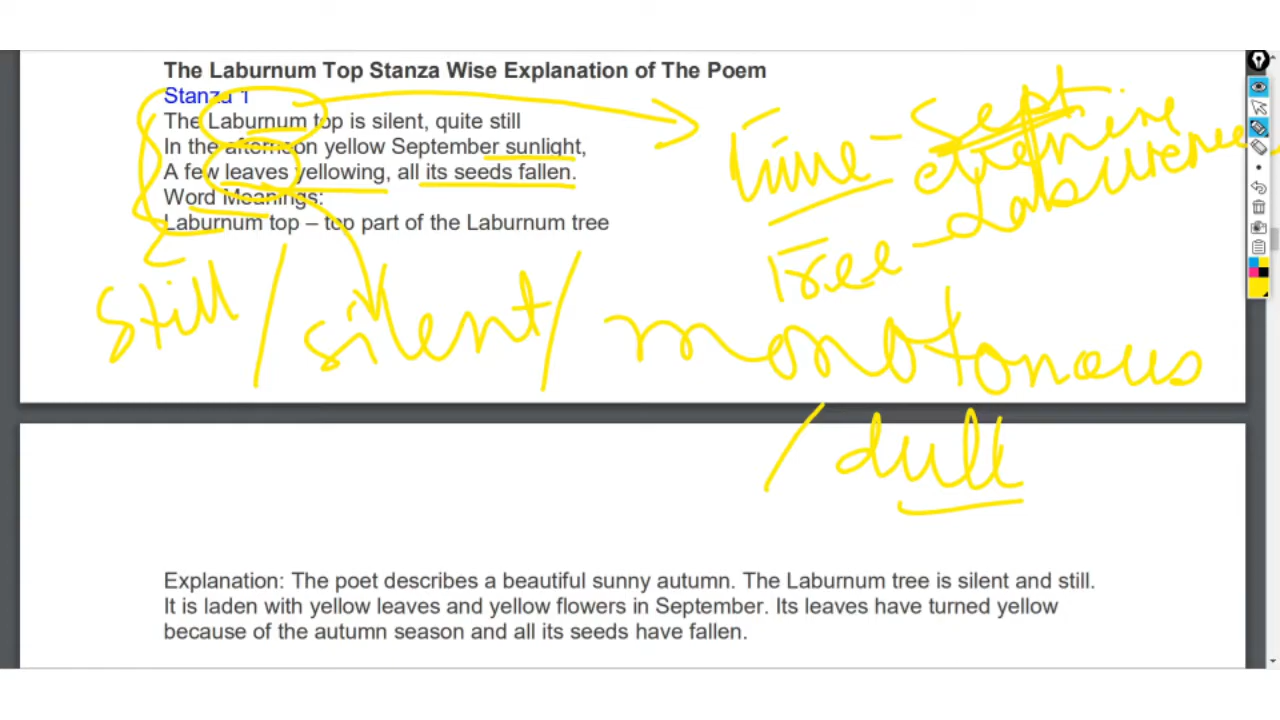 The Laburnum Top Stanza Wise Explanation of The Poem
Stanza 1
The Laburnum top is silent, quite still
In the afternoon yellow September sunlight,
A few leaves yellowing, all its seeds fallen.
Word Meanings:
Laburnum top – top part of the Laburnum tree
Time - Sept
Tree - Laburnum
Still / silent / monotonous
/ dull
Explanation: The poet describes a beautiful sunny autumn. The Laburnum tree is silent and still.
It is laden with yellow leaves and yellow flowers in September. Its leaves have turned yellow
because of the autumn season and all its seeds have fallen.